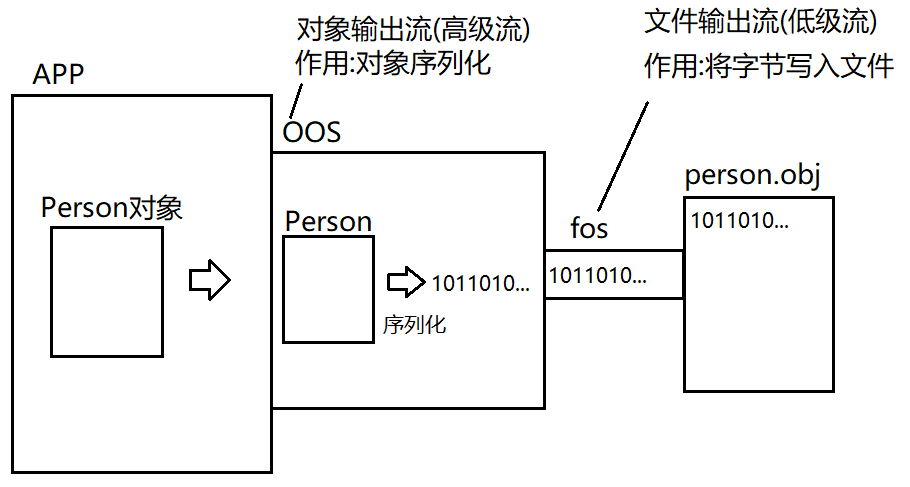 对象输出流(高级流)
作用:对象序列化
文件输出流(低级流)
作用:将字节写入文件
APP
OOS
person.obj
Person对象
Person
fos
1011010...
1011010...
1011010...
序列化